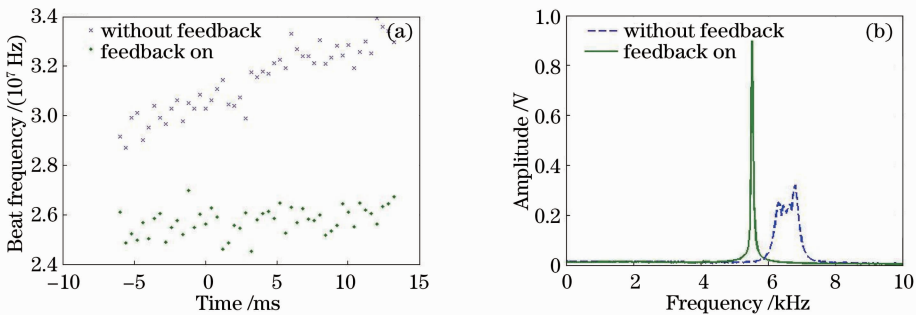 3.4
3.2
3.0
2.8
2.6
2.4
Beat frequency /(10⁷ Hz)
× without feedback
feedback on
(a)
−10 −5 0 5 10 15
Time /ms
1.0
0.8
0.6
0.4
0.2
0
Amplitude /V
without feedback
feedback on
(b)
0 2 4 6 8 10
Frequency /kHz